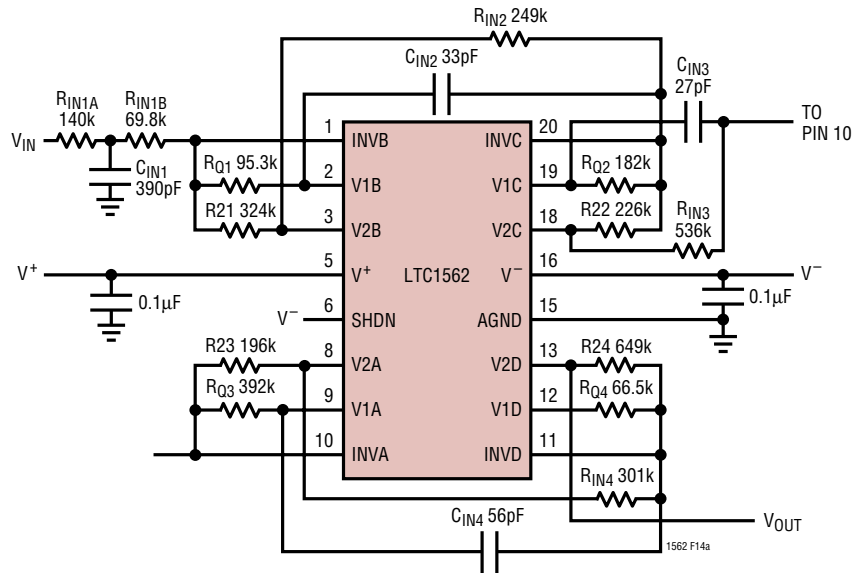 RIN2 249k
CIN2 33pF
CIN3
27pF
RIN1A
140k
RIN1B
69.8k
TO
PIN 10
VIN
CIN1
390pF
1
INVB
INVC
20
RQ1 95.3k
2
V1B
V1C
19
RQ2 182k
R21 324k
3
V2B
V2C
18
R22 226k
RIN3
536k
V+
5
V+
LTC1562
V−
16
V−
0.1µF
V−
6
SHDN
AGND
15
0.1µF
R23 196k
8
V2A
V2D
13
R24 649k
RQ3 392k
9
V1A
V1D
12
RQ4 66.5k
10
INVA
INVD
11
RIN4 301k
CIN4 56pF
VOUT
1562 F14a